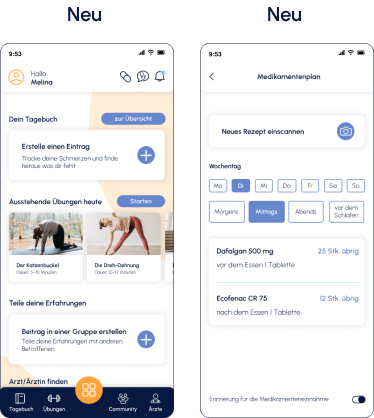 Neu
Neu
9:53
Hallo
Melina
Dein Tagebuch
zur Übersicht
Erstelle einen Eintrag
Tracke deine Schmerzen und finde
heraus was dir fehlt
Ausstehende Übungen heute
Starten
Der Katzenbuckel
Dauer: 5-10 Minuten
Die Dreh-Dehnung
Dauer: 10-12 Minuten
Teile deine Erfahrungen
Beitrag in einer Gruppe erstellen
Teile deine Erfahrungen mit anderen
Betroffenen.
Arzt/Ärztin finden
Tagebuch
Übungen
Community
Ärzte
9:53
Medikamentenplan
Neues Rezept einscannen
Wochentag
Mo
Di
Mi
Do
Fr
Sa
So
Morgens
Mittags
Abends
vor dem
Schlafen
Dafalgan 500 mg
25 Stk. übrig
vor dem Essen 1 Tablette
Ecofenac CR 75
12 Stk. übrig
nach dem Essen 1 Tablette
Erinnerung für die Medikamenteneinnahme